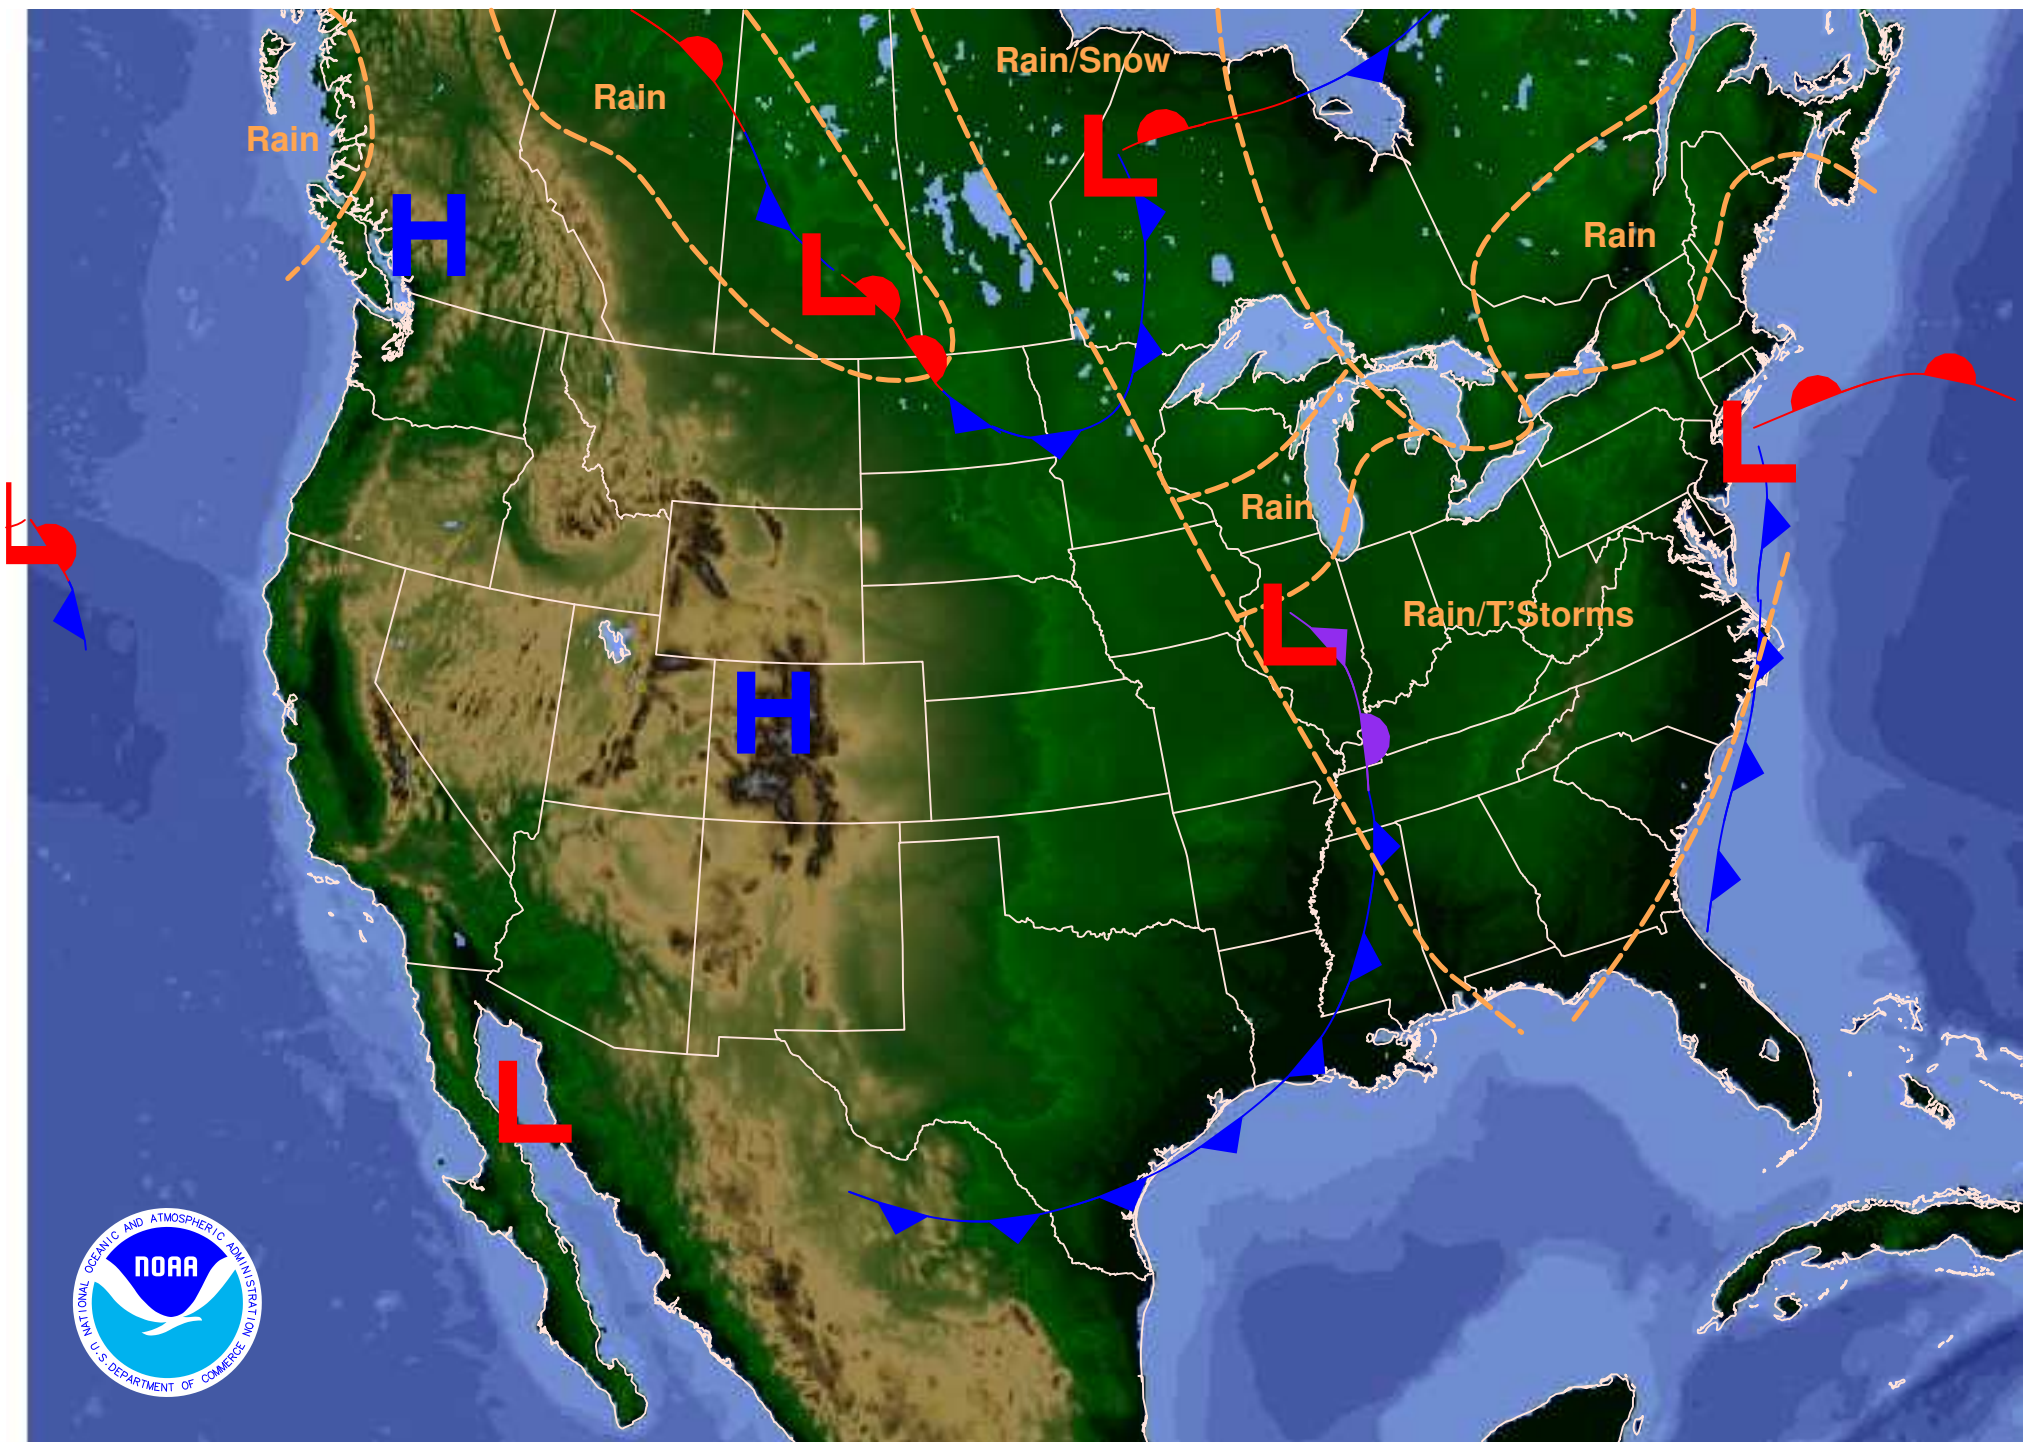 Rain/Snow
Rain
Rain
Rain
H
L
L
L
L
Rain
L
Rain/T'Storms
H
L
NATIONAL OCEANIC AND ATMOSPHERIC ADMINISTRATION
NOAA
U.S. DEPARTMENT OF COMMERCE